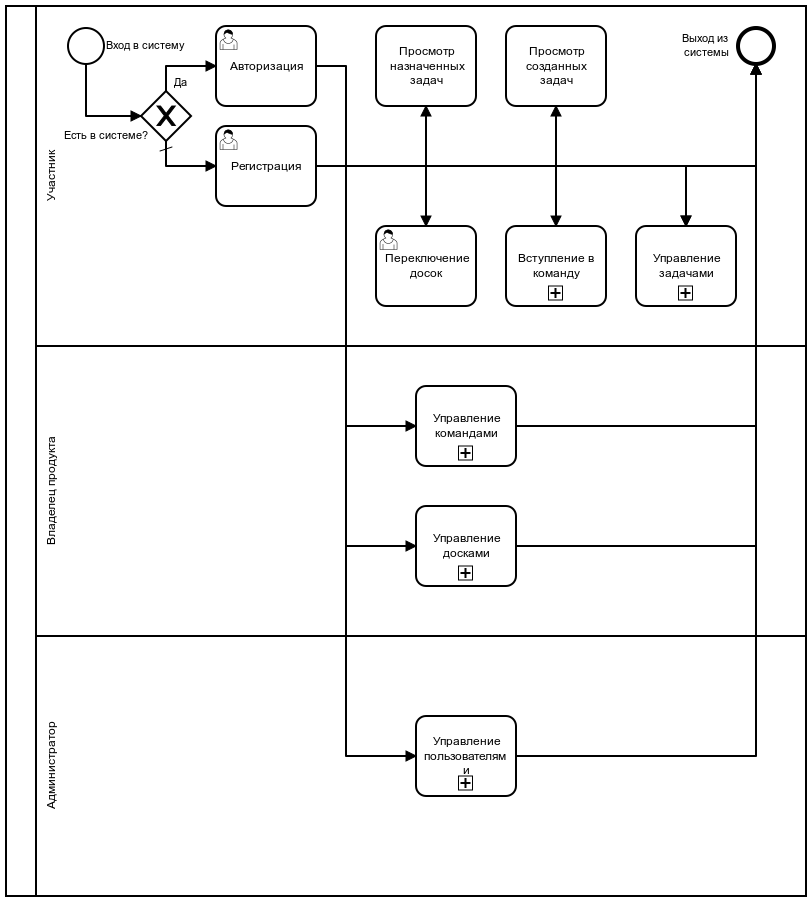 Вход в систему
Да
Есть в системе?
Авторизация
Регистрация
Просмотр
назначенных
задач
Просмотр
созданных
задач
Выход из
системы
Участник
Переключение
досок
Вступление в
команду
Управление
задачами
Владелец продукта
Управление
командами
Управление
досками
Администратор
Управление
пользователям
и